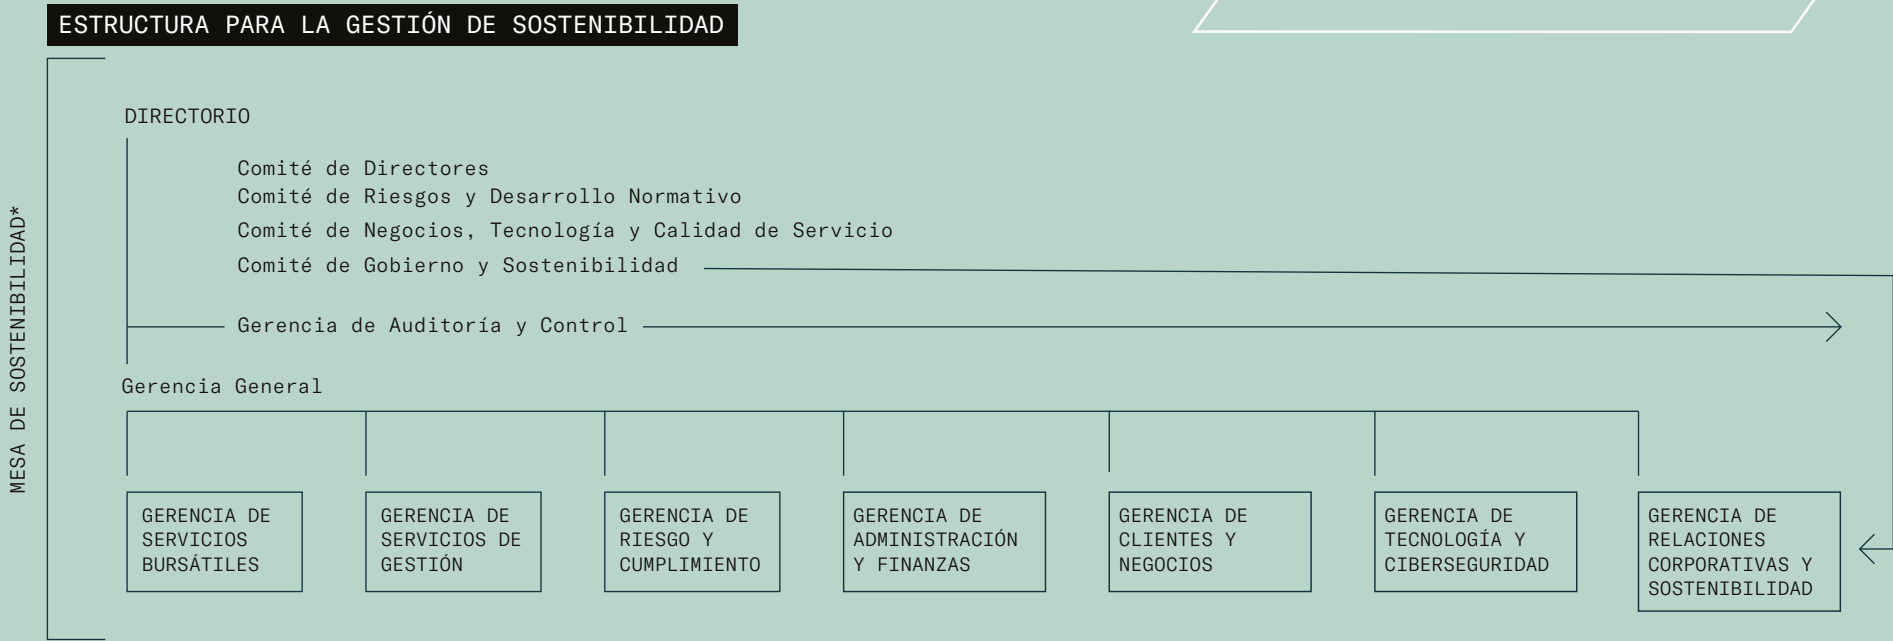 ESTRUCTURA PARA LA GESTIÓN DE SOSTENIBILIDAD
MESA DE SOSTENIBILIDAD*
DIRECTORIO
Comité de Directores
Comité de Riesgos y Desarrollo Normativo
Comité de Negocios, Tecnología y Calidad de Servicio
Comité de Gobierno y Sostenibilidad
Gerencia de Auditoría y Control
Gerencia General
GERENCIA DE
SERVICIOS
BURSÁTILES
GERENCIA DE
SERVICIOS DE
GESTIÓN
GERENCIA DE
RIESGO Y
CUMPLIMIENTO
GERENCIA DE
ADMINISTRACIÓN
Y FINANZAS
GERENCIA DE
CLIENTES Y
NEGOCIOS
GERENCIA DE
TECNOLOGÍA Y
CIBERSEGURIDAD
GERENCIA DE
RELACIONES
CORPORATIVAS Y
SOSTENIBILIDAD